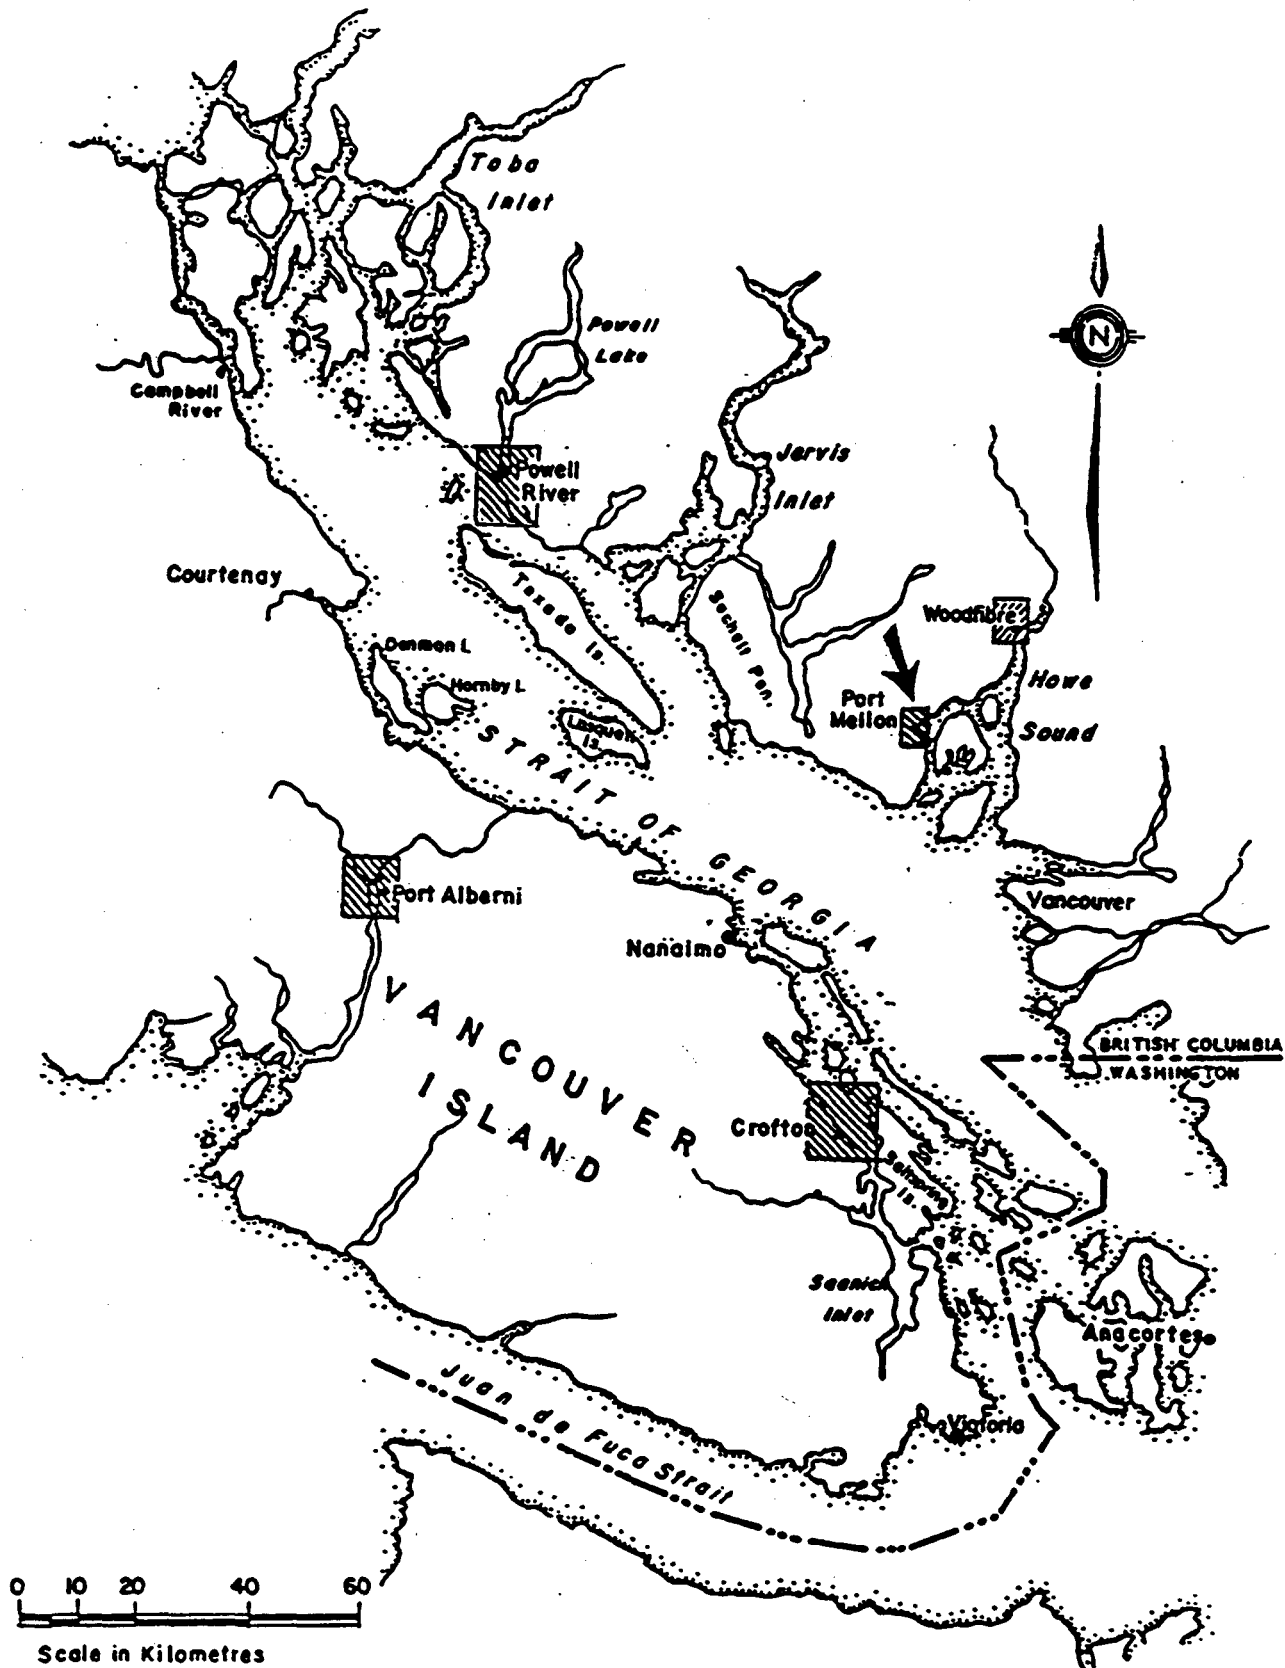 Toba
Inlet
Powell
Lake
N
Campbell
River
Jervis
Inlet
Powell
River
Courtenay
Texada Is.
Sechelt Pen.
Woodfibre
Denman I.
Hornby I.
Howe
Sound
Port
Mellon
Lasqueti
Is.
STRAIT OF GEORGIA
Port Alberni
Vancouver
Nanaimo
VANCOUVER
ISLAND
BRITISH COLUMBIA
WASHINGTON
Crofton
Saltspring
Is.
Saanich
Inlet
Anacortes
Juan de Fuca Strait
Victoria
0 10 20 40 60
Scale in Kilometres